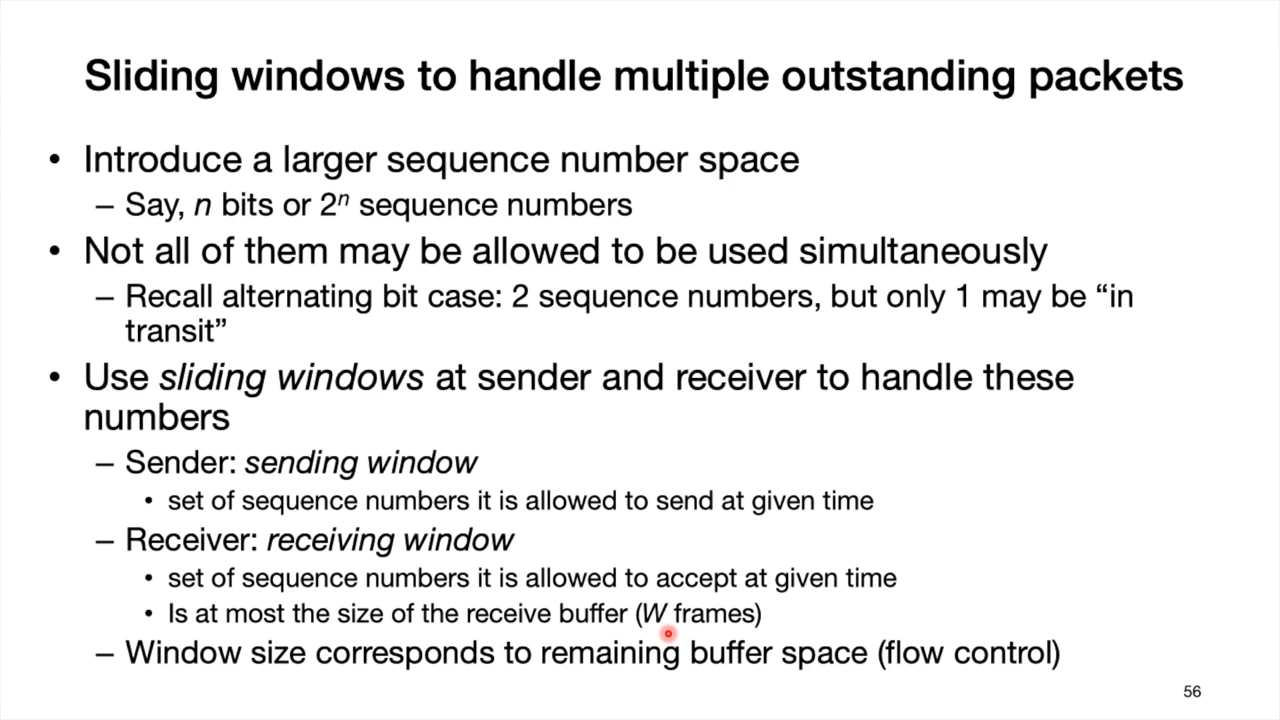 Sliding windows to handle multiple outstanding packets
• Introduce a larger sequence number space
– Say, n bits or 2ⁿ sequence numbers
• Not all of them may be allowed to be used simultaneously
– Recall alternating bit case: 2 sequence numbers, but only 1 may be “in
transit”
• Use sliding windows at sender and receiver to handle these
numbers
– Sender: sending window
• set of sequence numbers it is allowed to send at given time
– Receiver: receiving window
• set of sequence numbers it is allowed to accept at given time
• Is at most the size of the receive buffer (W frames)
– Window size corresponds to remaining buffer space (flow control)
56